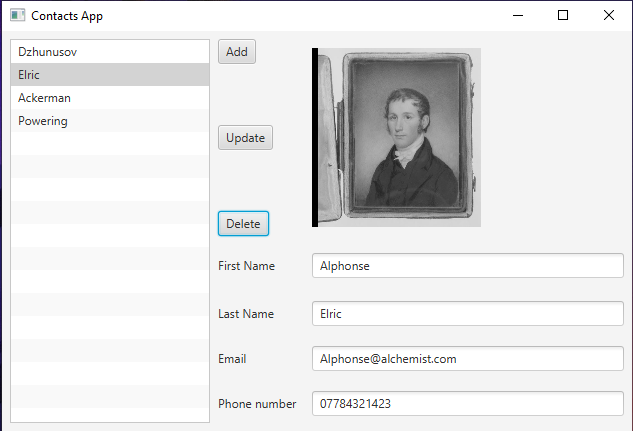 Contacts App
Dzhunusov
Elric
Ackerman
Powering
Add
Update
Delete
First Name Alphonse
Last Name Elric
Email Alphonse@alchemist.com
Phone number 07784321423